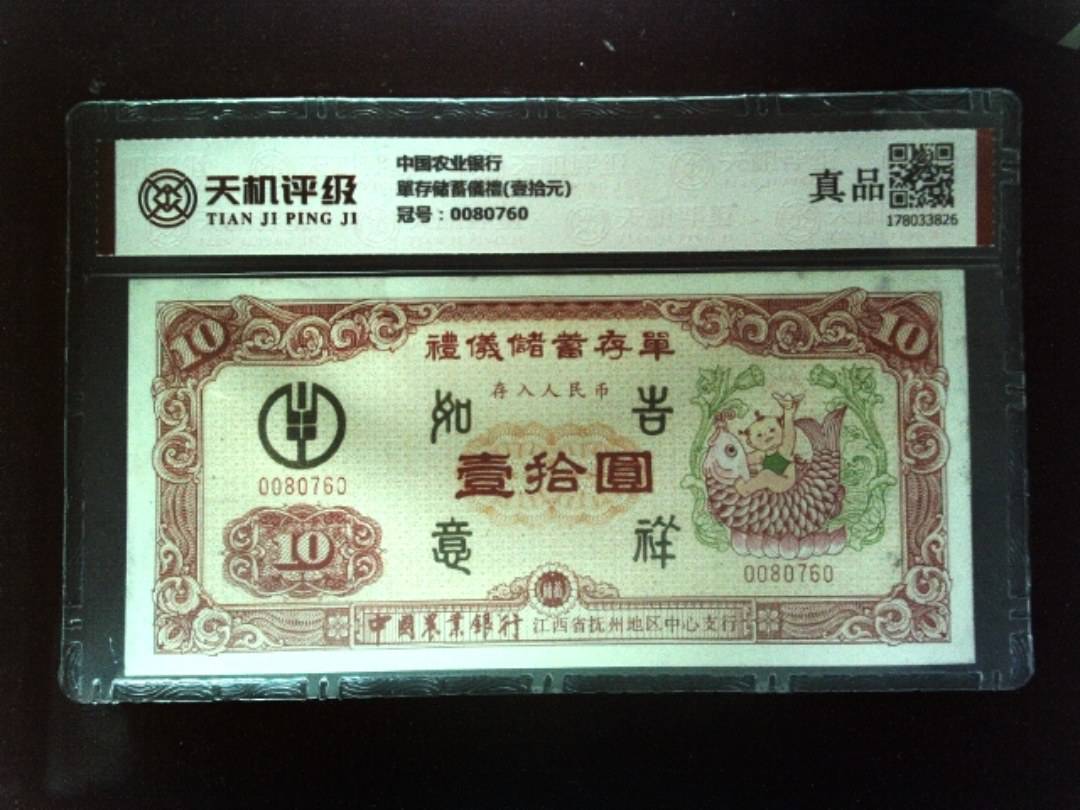 天机评级
TIAN JI PING JI
中国农业银行
單存储蓄儀禮(壹拾元)
冠号：0080760
真品
178033826
10
10
禮儀儲蓄存單
存入人民币
如
吉
0080760
壹拾圓
10
意
祥
0080760
中國農業銀行 江西省抚州地区中心支行